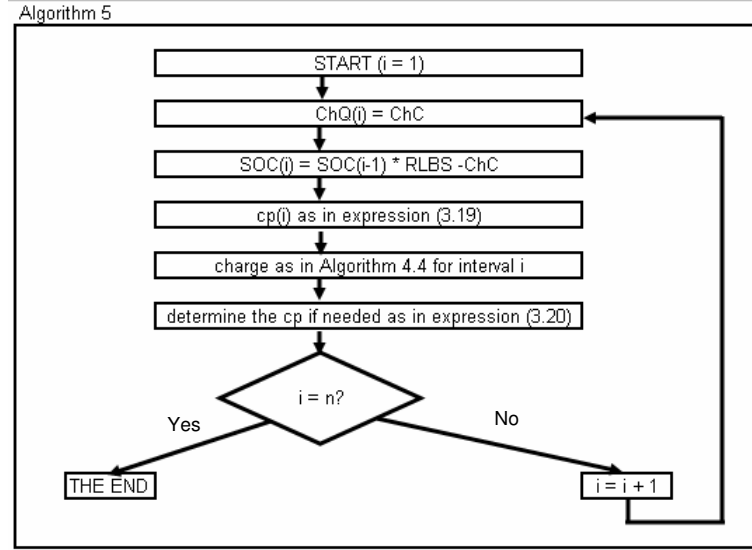 Algorithm 5
START (i = 1)
ChQ(i) = ChC
SOC(i) = SOC(i-1) * RLBS -ChC
cp(i) as in expression (3.19)
charge as in Algorithm 4.4 for interval i
determine the cp if needed as in expression (3.20)
i = n?
Yes
No
THE END
i = i + 1